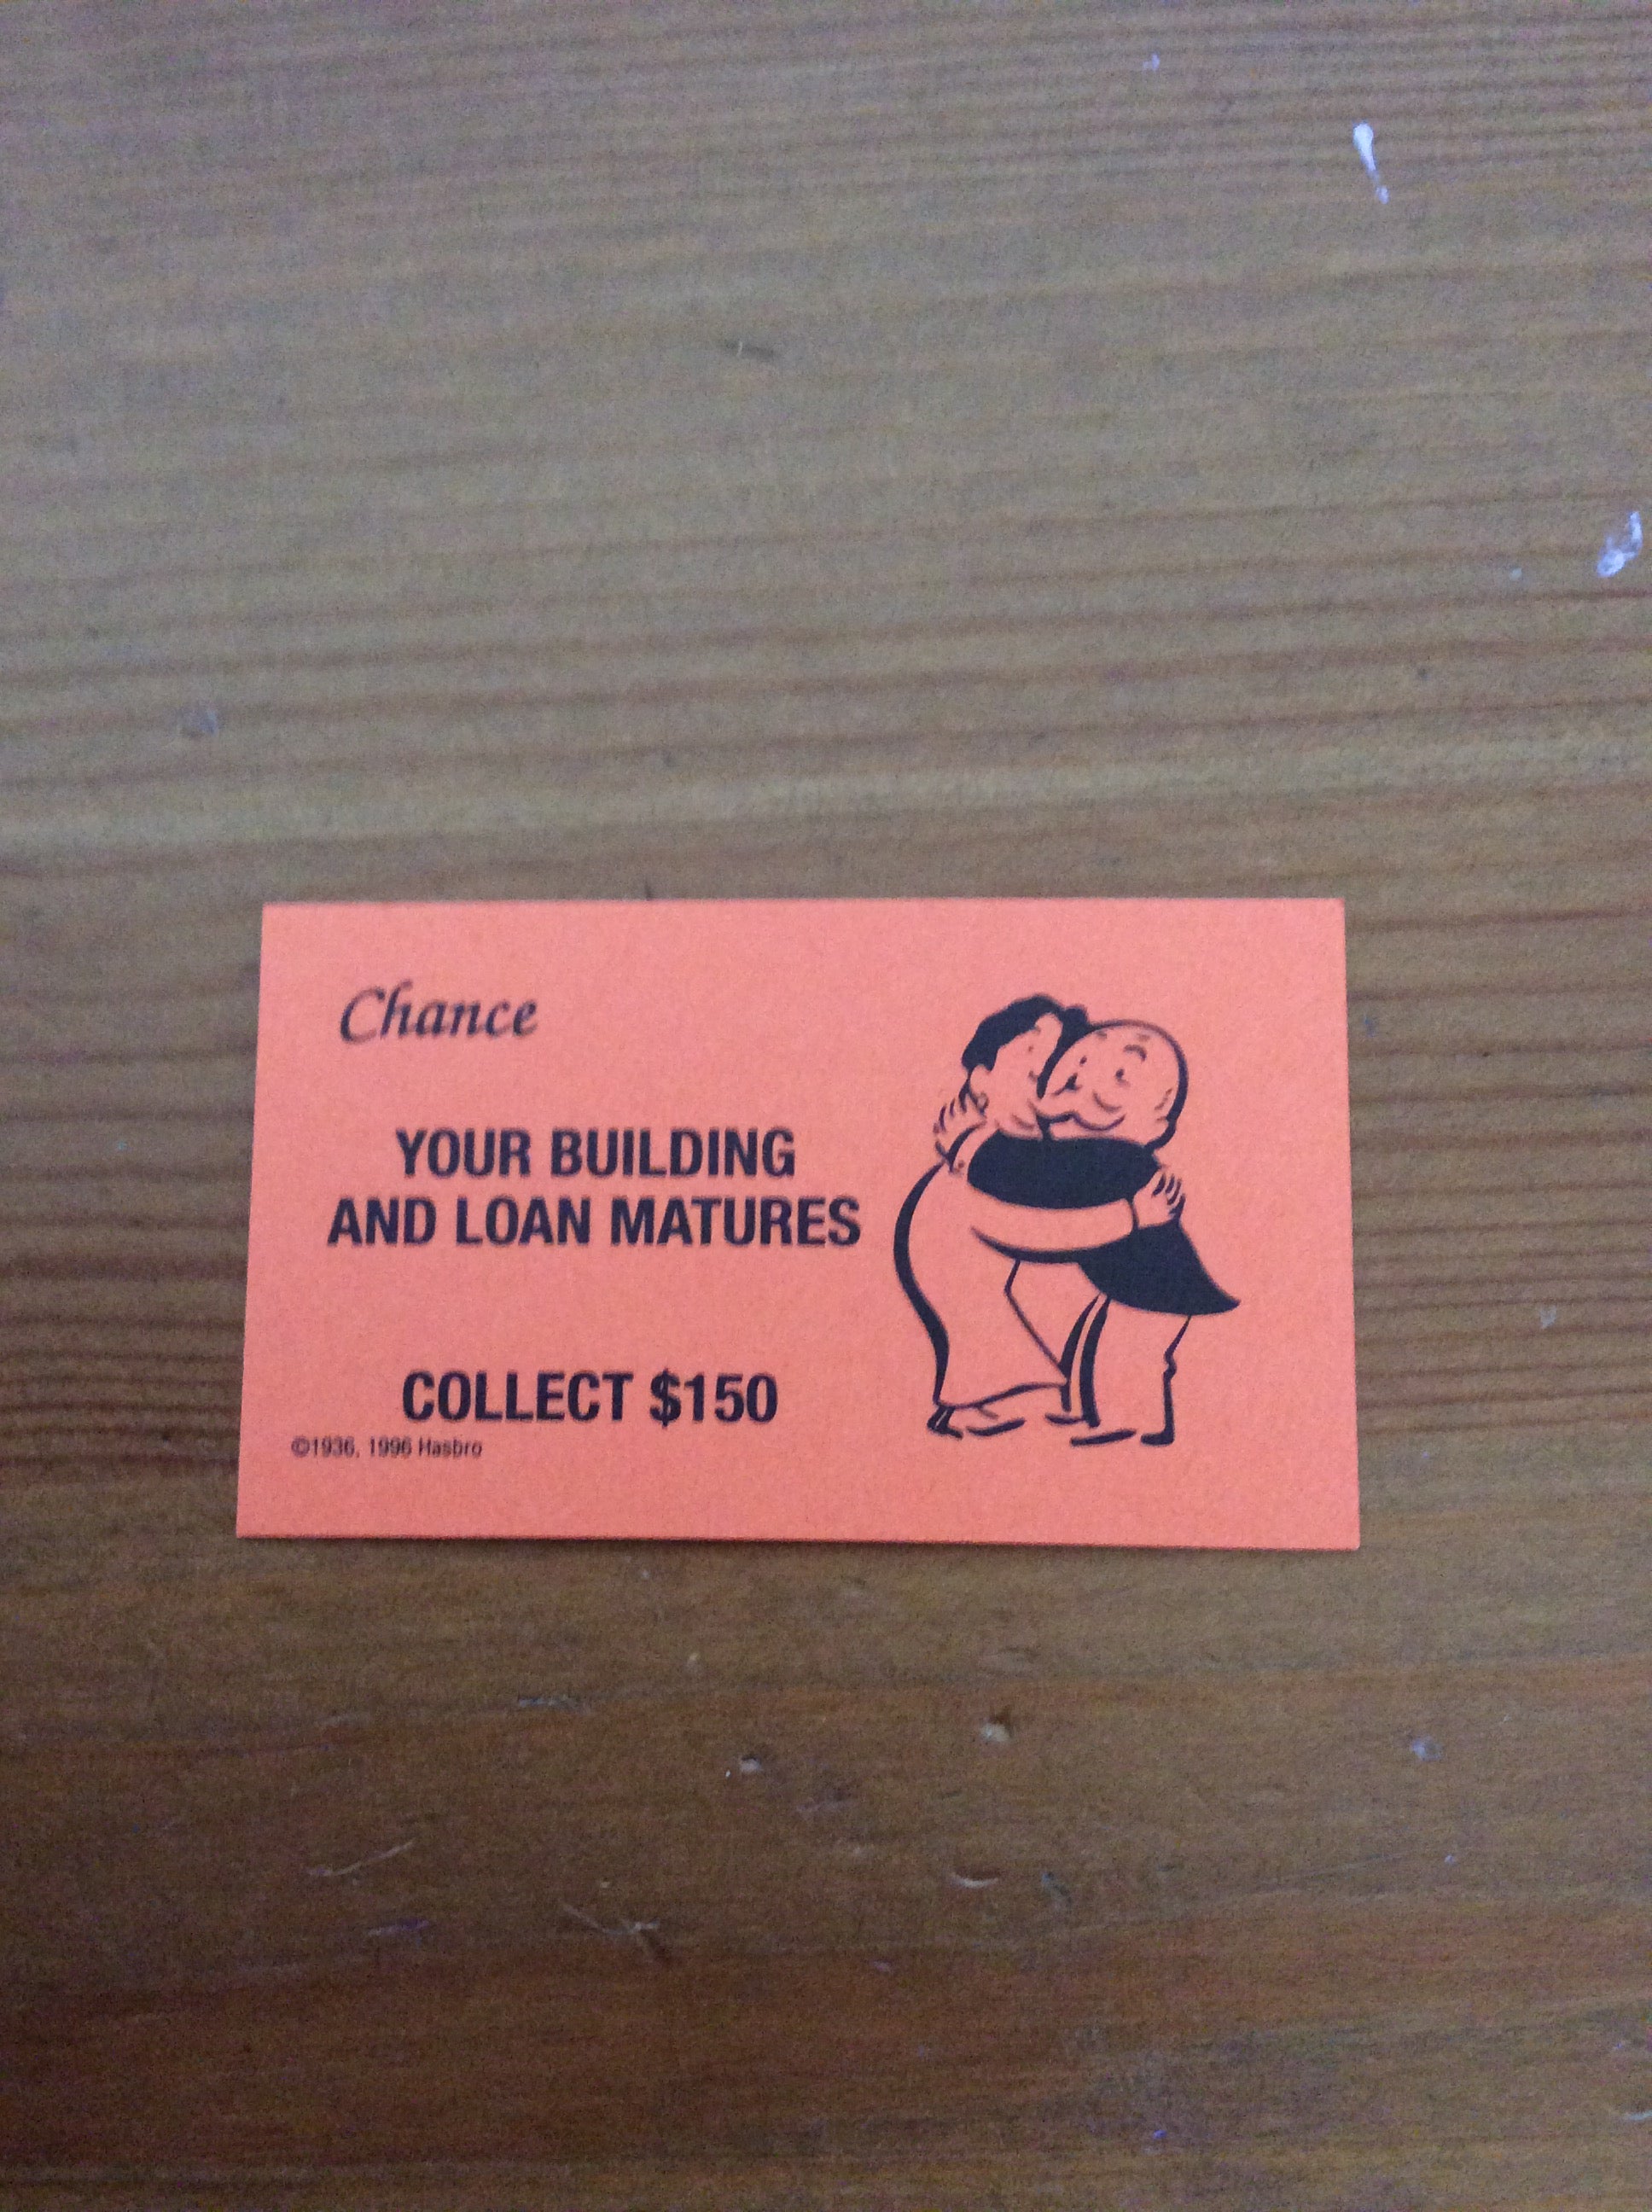 Chance
YOUR BUILDING
AND LOAN MATURES
COLLECT $150
©1936, 1996 Hasbro